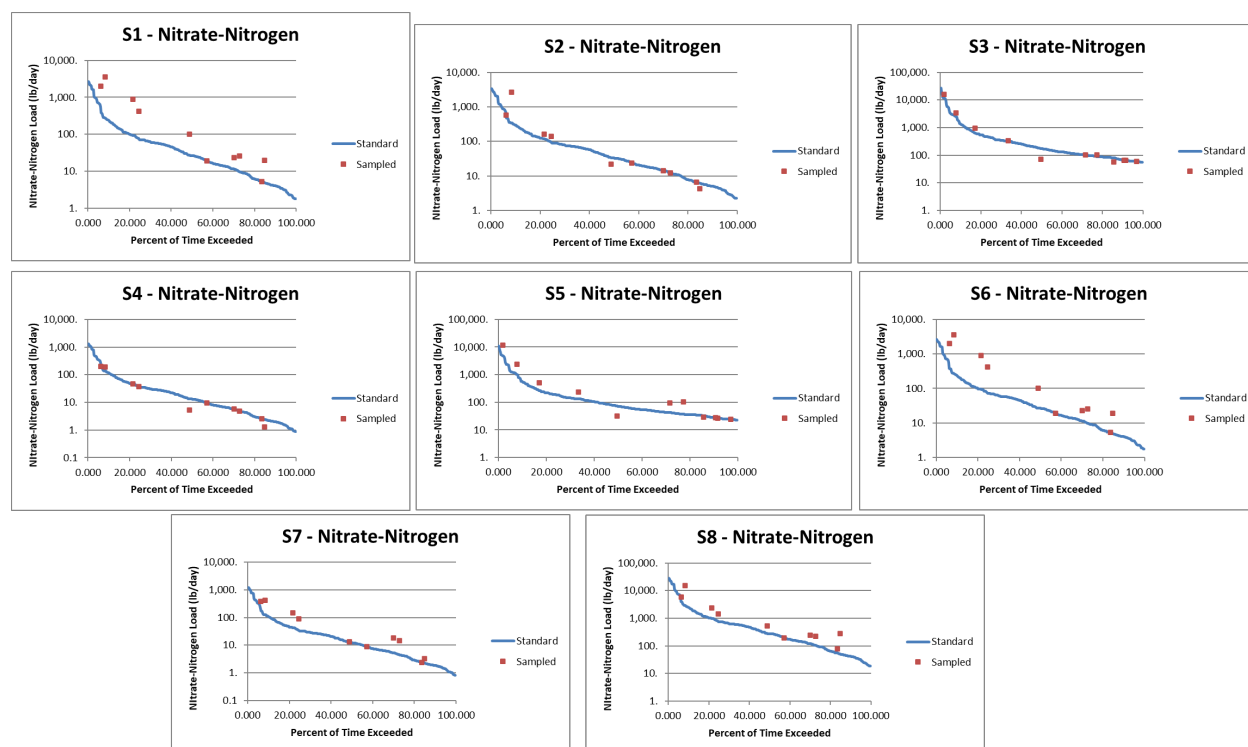 S1 - Nitrate-Nitrogen
Nitrate-Nitrogen Load (lb/day)
10,000.
1,000.
100.
10.
1.
0.000 20.000 40.000 60.000 80.000 100.000
Percent of Time Exceeded
Standard
Sampled
S2 - Nitrate-Nitrogen
Nitrate-Nitrogen Load (lb/day)
10,000.
1,000.
100.
10.
1.
0.000 20.000 40.000 60.000 80.000 100.000
Percent of Time Exceeded
Standard
Sampled
S3 - Nitrate-Nitrogen
Nitrate-Nitrogen Load (lb/day)
100,000.
10,000.
1,000.
100.
10.
1.
0.000 20.000 40.000 60.000 80.000 100.000
Percent of Time Exceeded
Standard
Sampled
S4 - Nitrate-Nitrogen
Nitrate-Nitrogen Load (lb/day)
10,000.
1,000.
100.
10.
1.
0.1
0.000 20.000 40.000 60.000 80.000 100.000
Percent of Time Exceeded
Standard
Sampled
S5 - Nitrate-Nitrogen
Nitrate-Nitrogen Load (lb/day)
100,000.
10,000.
1,000.
100.
10.
1.
0.000 20.000 40.000 60.000 80.000 100.000
Percent of Time Exceeded
Standard
Sampled
S6 - Nitrate-Nitrogen
Nitrate-Nitrogen Load (lb/day)
10,000.
1,000.
100.
10.
1.
0.000 20.000 40.000 60.000 80.000 100.000
Percent of Time Exceeded
Standard
Sampled
S7 - Nitrate-Nitrogen
Nitrate-Nitrogen Load (lb/day)
10,000.
1,000.
100.
10.
1.
0.1
0.000 20.000 40.000 60.000 80.000 100.000
Percent of Time Exceeded
Standard
Sampled
S8 - Nitrate-Nitrogen
Nitrate-Nitrogen Load (lb/day)
100,000.
10,000.
1,000.
100.
10.
1.
0.000 20.000 40.000 60.000 80.000 100.000
Percent of Time Exceeded
Standard
Sampled